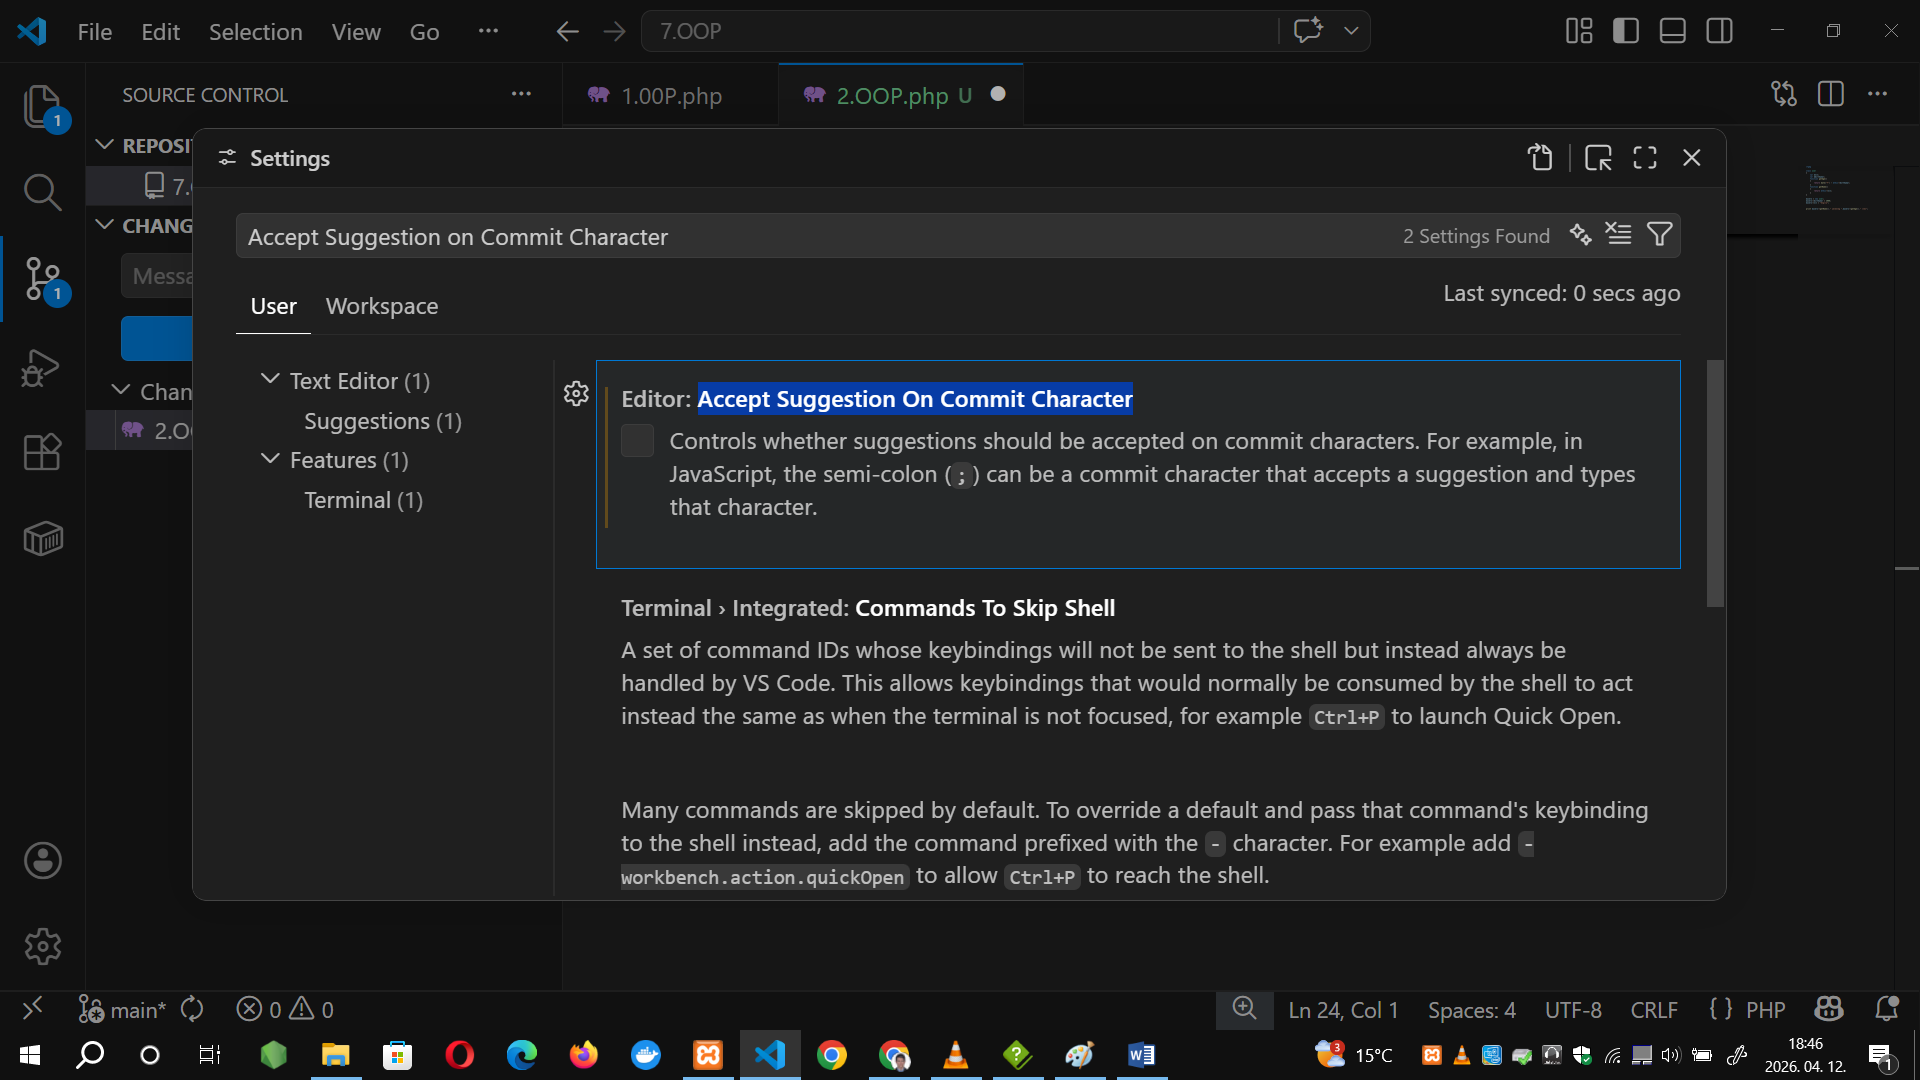 File Edit Selection View Go ···
7.OOP
SOURCE CONTROL
1.00P.php
2.OOP.php U
REPOSI
7.
CHANG
Messa
Chan
2.O
1
1
Settings
Accept Suggestion on Commit Character
2 Settings Found
User Workspace
Last synced: 0 secs ago
Text Editor (1)
Suggestions (1)
Features (1)
Terminal (1)
Editor: Accept Suggestion On Commit Character
Controls whether suggestions should be accepted on commit characters. For example, in
JavaScript, the semi-colon (;) can be a commit character that accepts a suggestion and types
that character.
Terminal › Integrated: Commands To Skip Shell
A set of command IDs whose keybindings will not be sent to the shell but instead always be
handled by VS Code. This allows keybindings that would normally be consumed by the shell to act
instead the same as when the terminal is not focused, for example Ctrl+P to launch Quick Open.
Many commands are skipped by default. To override a default and pass that command's keybinding
to the shell instead, add the command prefixed with the - character. For example add -
workbench.action.quickOpen to allow Ctrl+P to reach the shell.
main* 0 0
Ln 24, Col 1 Spaces: 4 UTF-8 CRLF {} PHP
3 15°C
18:46
2026. 04. 12.
1